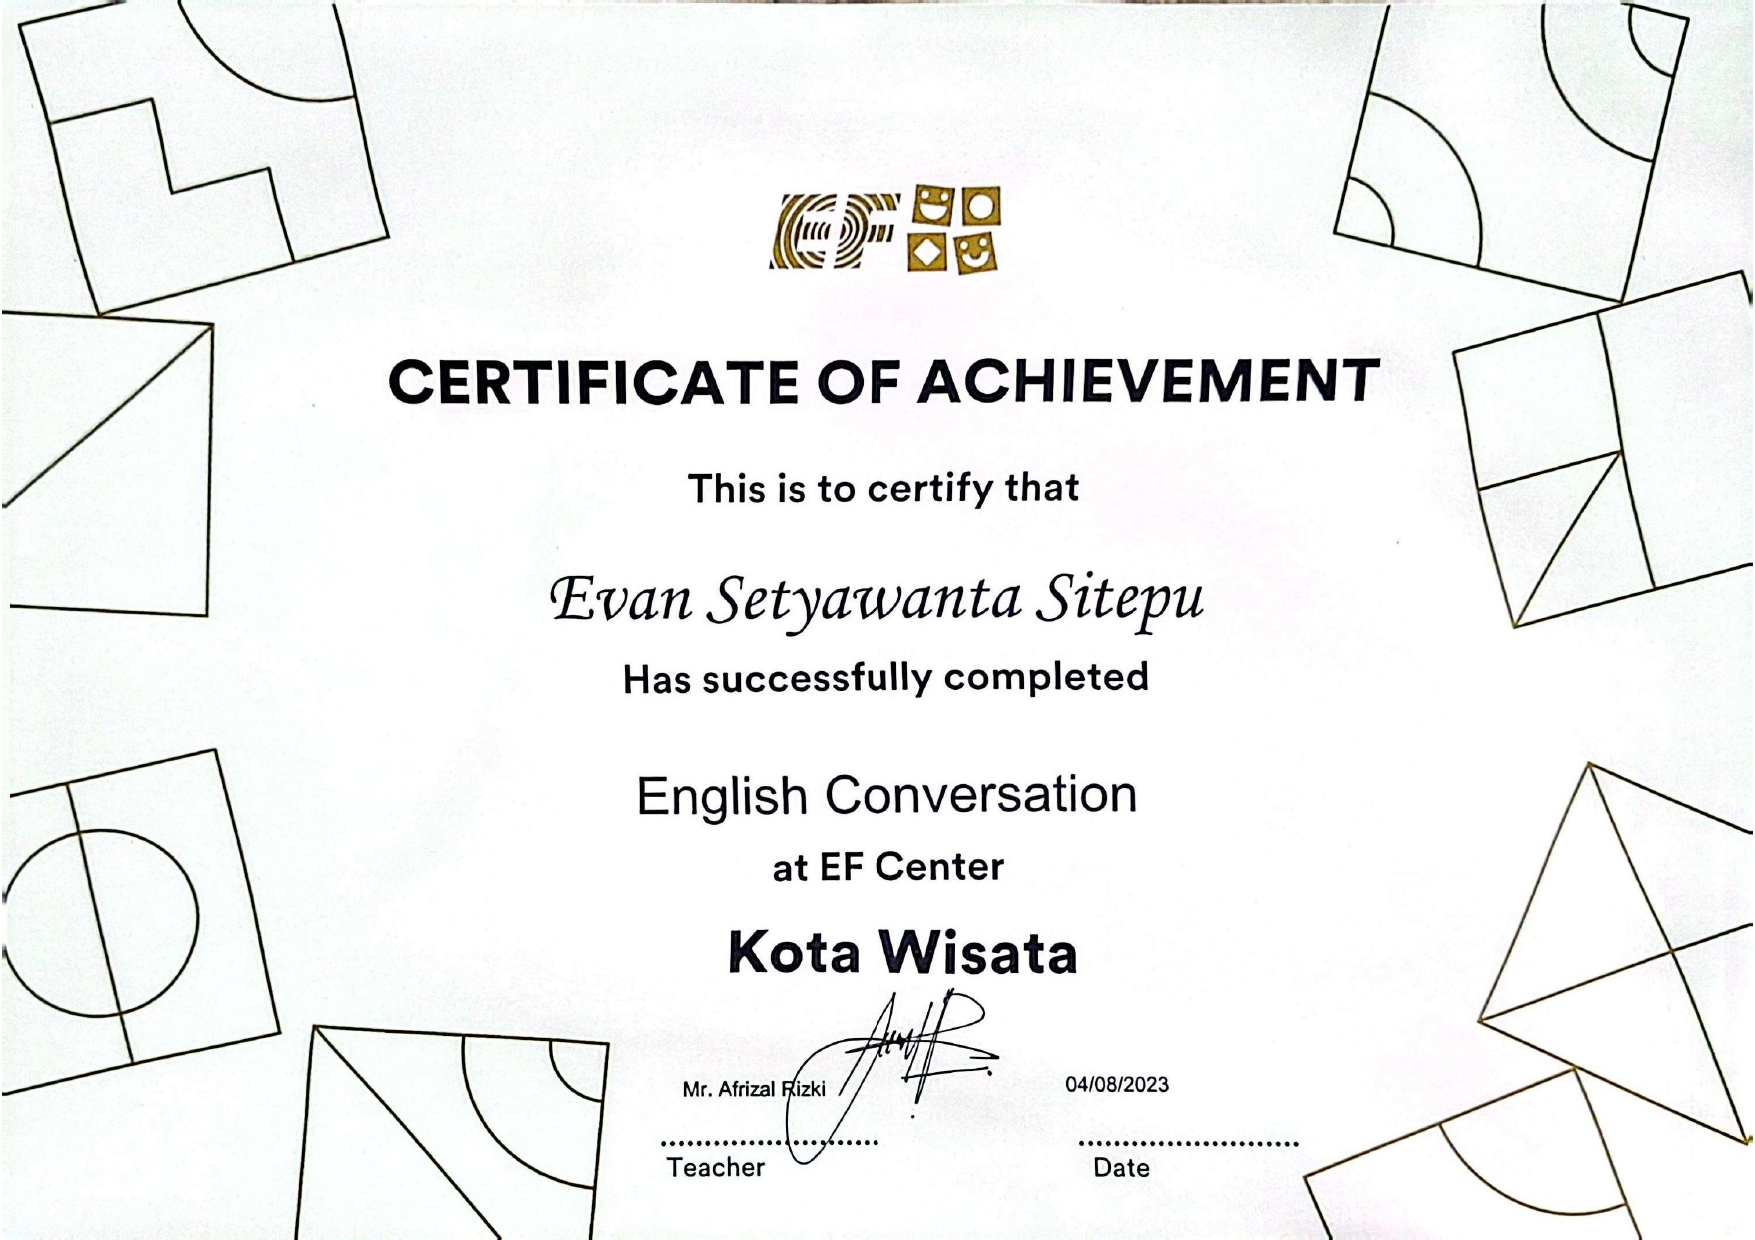 EF
CERTIFICATE OF ACHIEVEMENT
This is to certify that
Evan Setyawanta Sitepu
Has successfully completed
English Conversation
at EF Center
Kota Wisata
Mr. Afrizal Rizki
04/08/2023
Teacher
Date